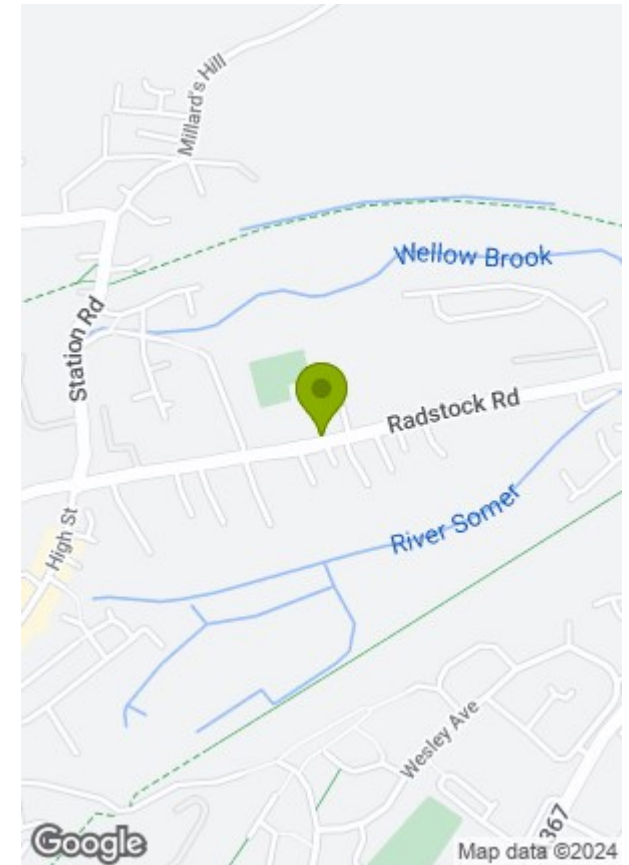 Millard's Hill
Wellow Brook
Station Rd
Radstock Rd
High St
River Somer
Wesley Ave
367
Google
Map data ©2024